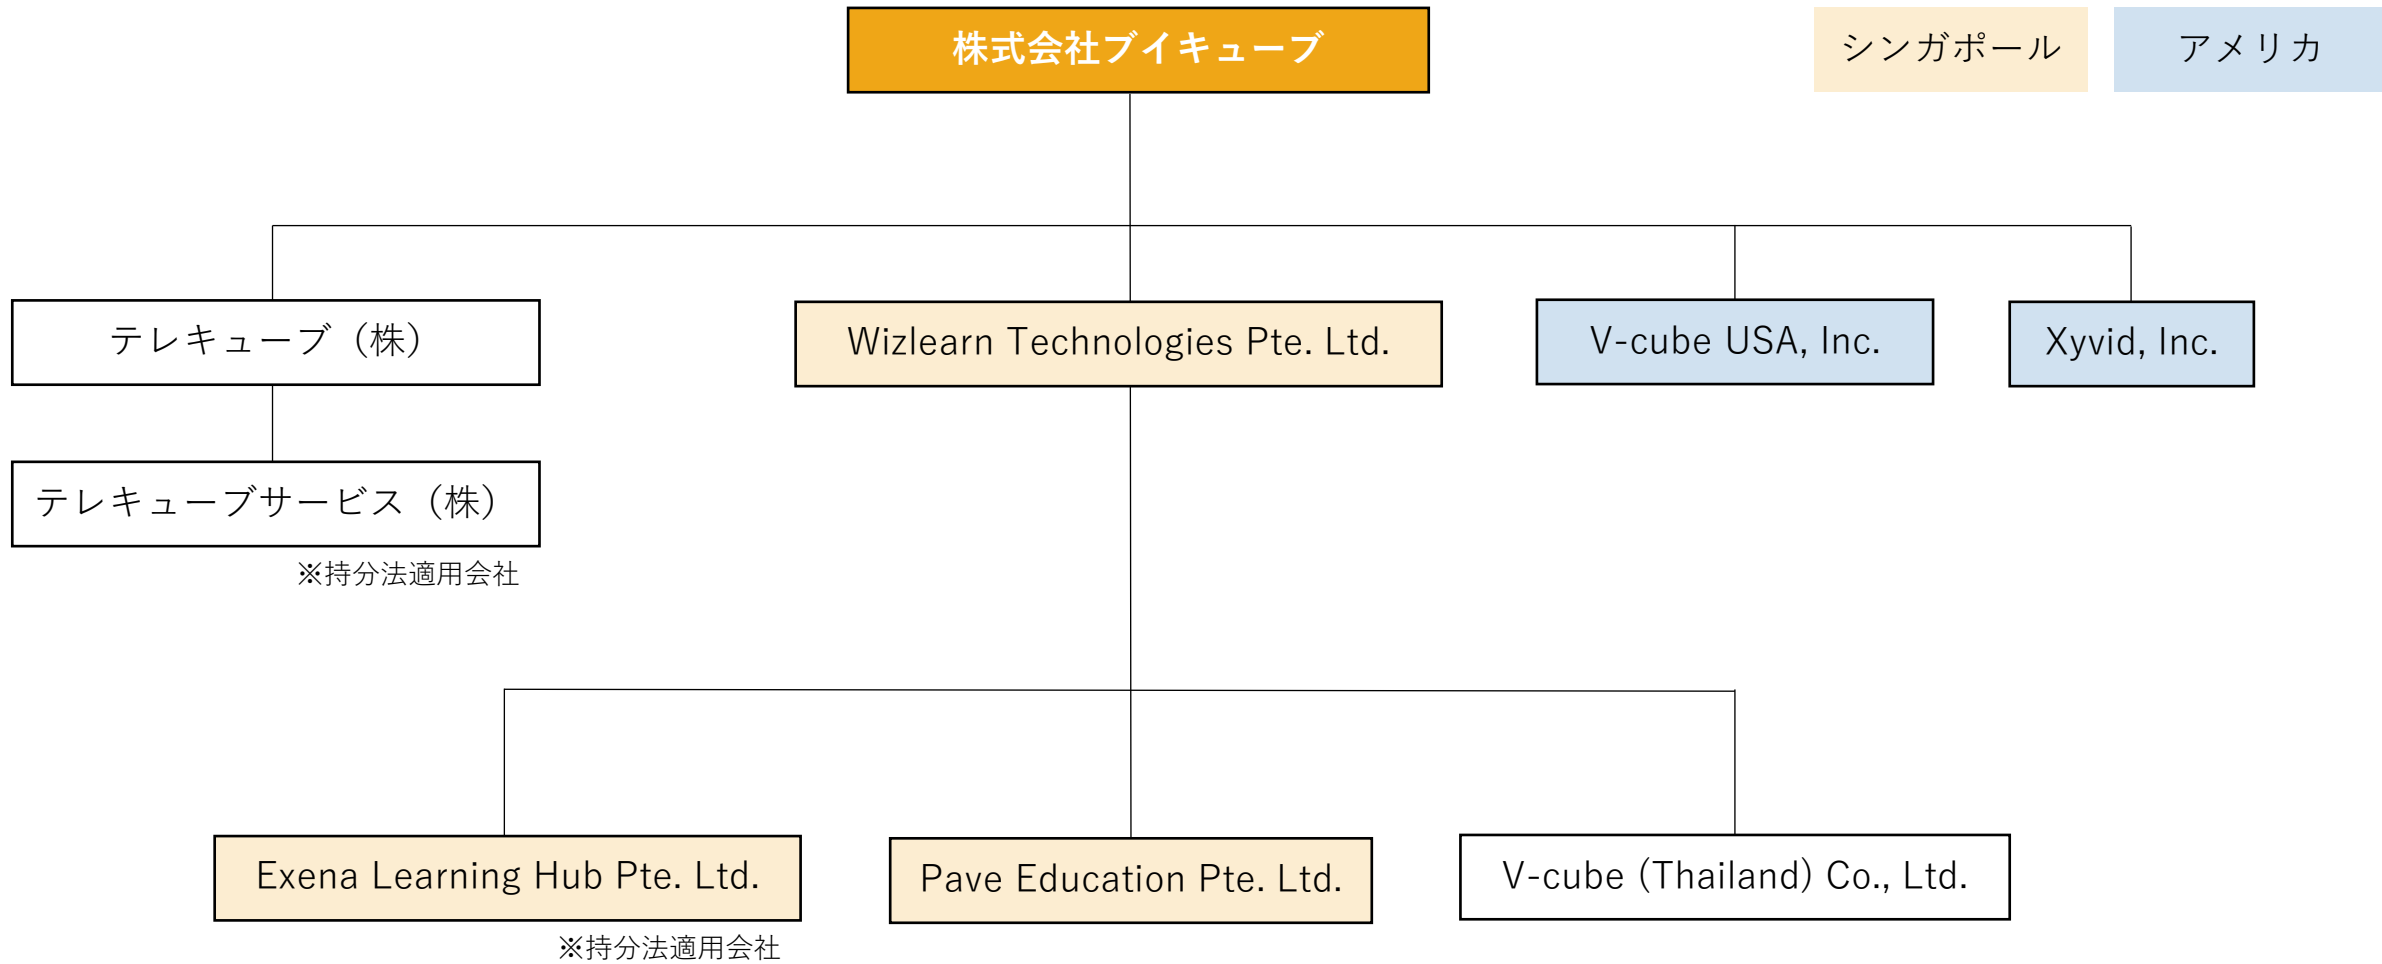 株式会社ブイキューブ
シンガポール
アメリカ
テレキューブ（株）
Wizlearn Technologies Pte. Ltd.
V-cube USA, Inc.
Xyvid, Inc.
テレキューブサービス（株）
※持分法適用会社
Exena Learning Hub Pte. Ltd.
Pave Education Pte. Ltd.
V-cube (Thailand) Co., Ltd.
※持分法適用会社